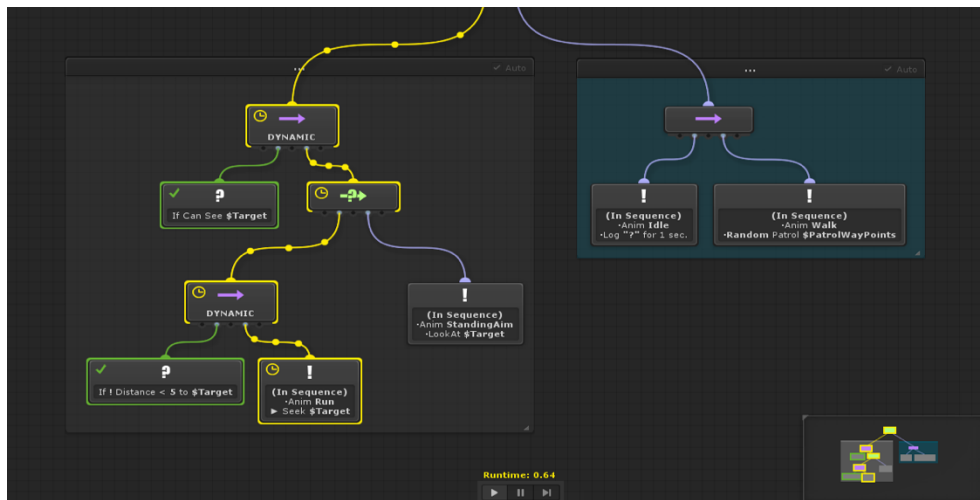 ...
Auto
...
Auto
DYNAMIC
?
If Can See $Target
-?
!
(In Sequence)
•Anim Idle
•Log "?" for 1 sec.
!
(In Sequence)
•Anim Walk
•Random Patrol $PatrolWayPoints
DYNAMIC
!
(In Sequence)
•Anim StandingAim
•LookAt $Target
?
If ! Distance < 5 to $Target
!
(In Sequence)
•Anim Run
► Seek $Target
Runtime: 0.64